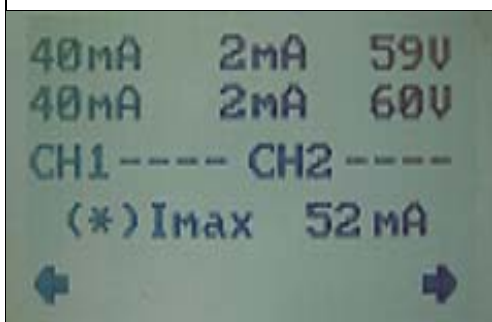 40mA 2mA 59V
40mA 2mA 60V
CH1---- CH2----
(*)Imax 52mA